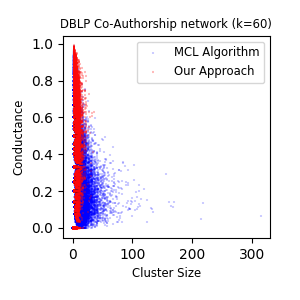 DBLP Co-Authorship network (k=60)
MCL Algorithm
Our Approach
1.0
0.8
0.6
0.4
0.2
0.0
Conductance
0 100 200 300
Cluster Size